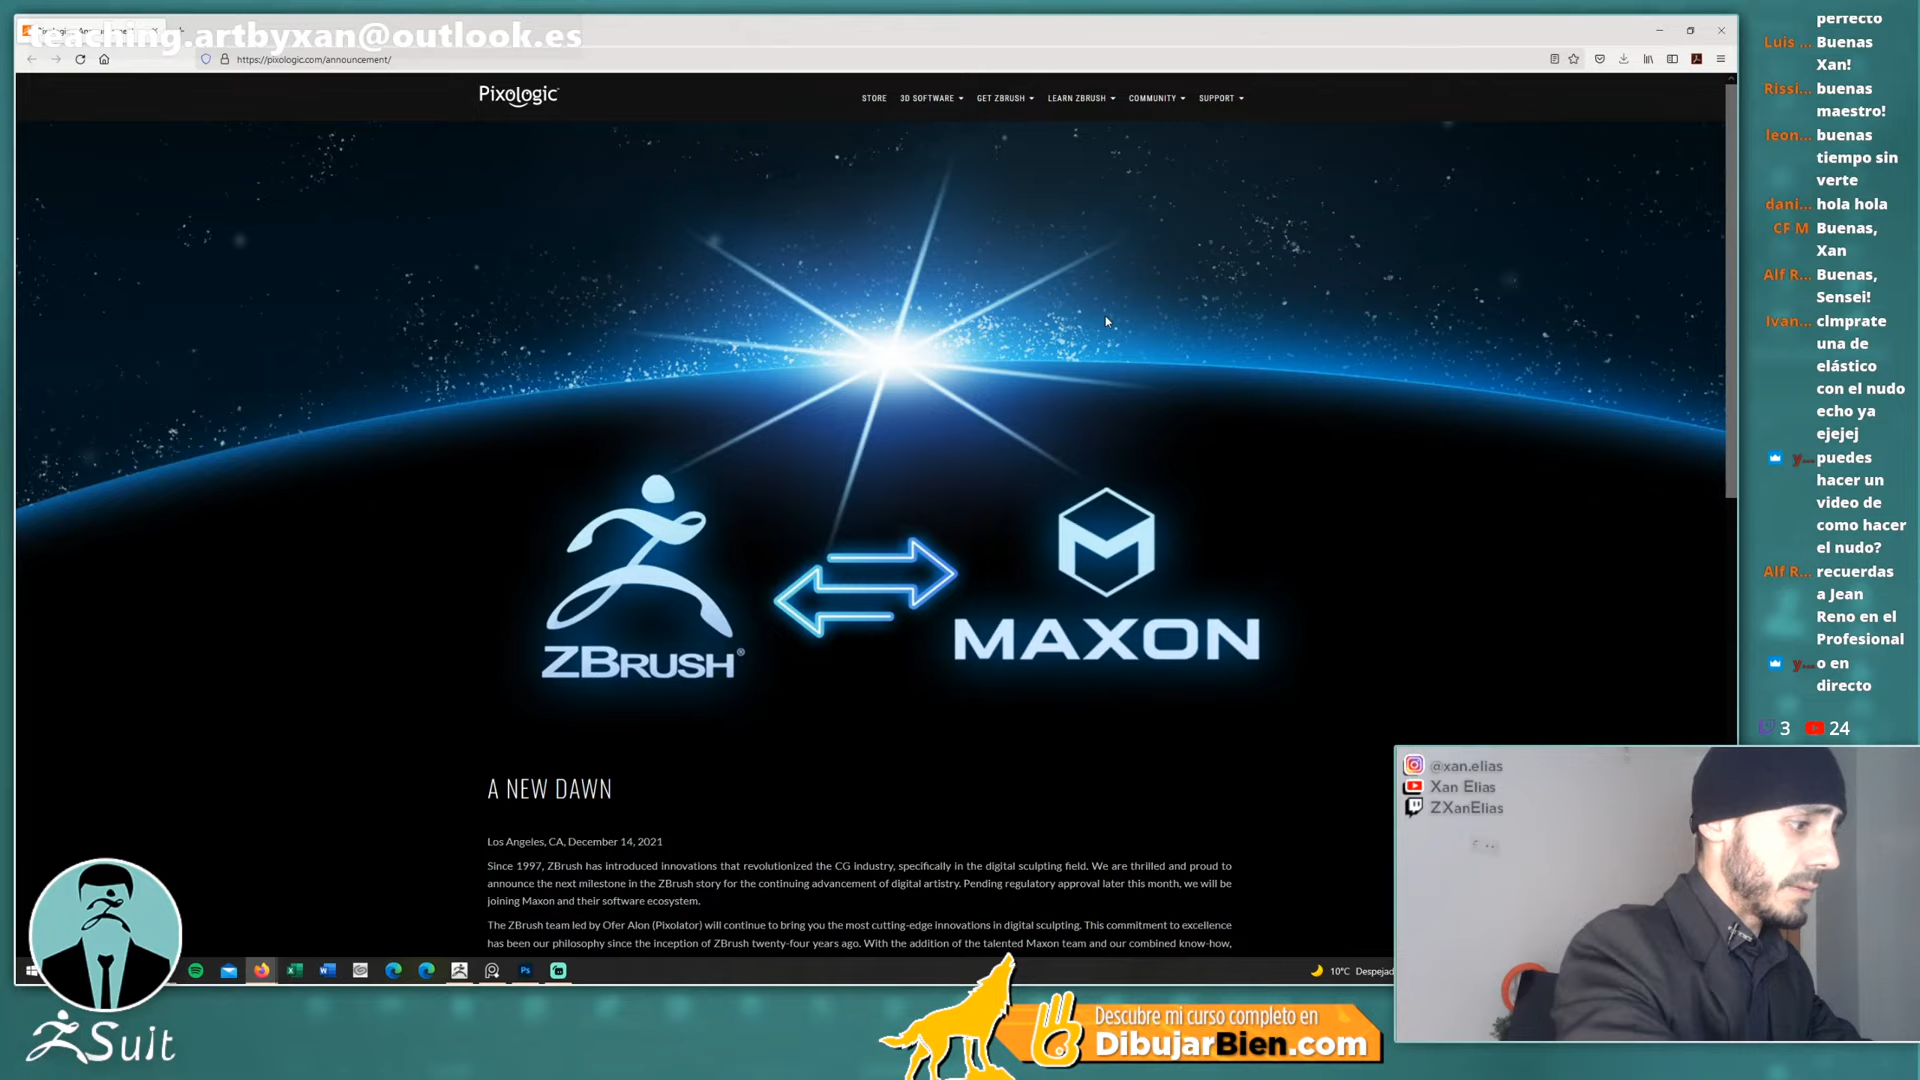 teaching.artbyxan@outlook.es
https://pixologic.com/announcement/
Pixologic
STORE
3D SOFTWARE
GET ZBRUSH
LEARN ZBRUSH
COMMUNITY
SUPPORT
ZBRUSH®
MAXON
A NEW DAWN
Los Angeles, CA, December 14, 2021
Since 1997, ZBrush has introduced innovations that revolutionized the CG industry, specifically in the digital sculpting field. We are thrilled and proud to
announce the next milestone in the ZBrush story for the continuing advancement of digital artistry. Pending regulatory approval later this month, we will be
joining Maxon and their software ecosystem.
The ZBrush team led by Ofer Alon (Pixolator) will continue to bring you the most cutting-edge innovations in digital sculpting. This commitment to excellence
has been our philosophy since the inception of ZBrush twenty-four years ago. With the addition of the talented Maxon team and our combined know-how,
10°C Despejad
perfecto
Luis ... Buenas
Xan!
Rissi... buenas
maestro!
leon... buenas
tiempo sin
verte
dani... hola hola
CF M Buenas,
Xan
Alf R... Buenas,
Sensei!
Ivan... clmprate
una de
elástico
con el nudo
echo ya
ejejej
y... puedes
hacer un
video de
como hacer
el nudo?
Alf R... recuerdas
a Jean
Reno en el
Profesional
y... o en
directo
3 24
@xan.elias
Xan Elias
ZXanElias
ZSuit
Descubre mi curso completo en
DibujarBien.com